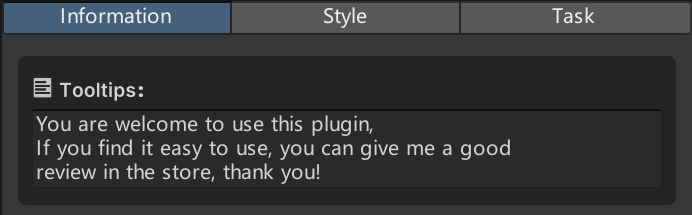 Information Style Task
Tooltips:
You are welcome to use this plugin,
If you find it easy to use, you can give me a good
review in the store, thank you!